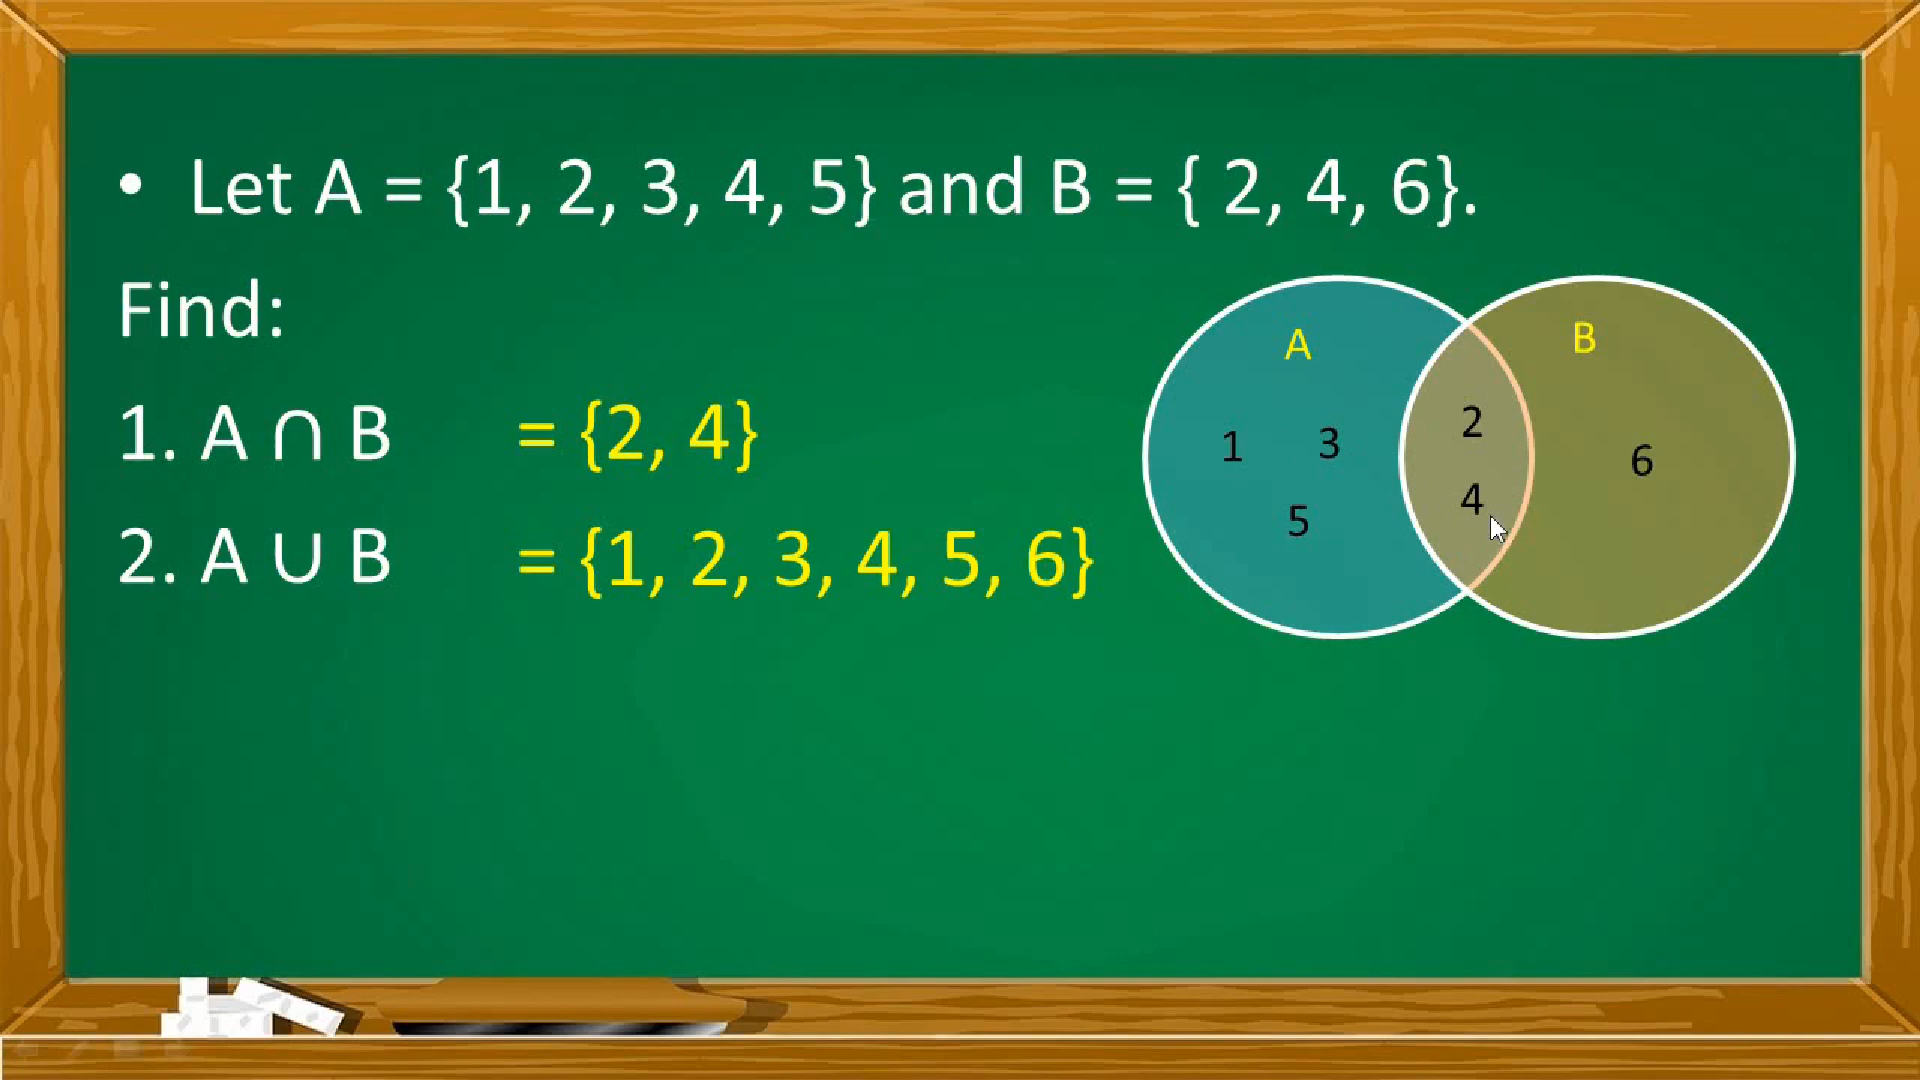 • Let A = {1, 2, 3, 4, 5} and B = { 2, 4, 6}.
Find:
1. A ∩ B = {2, 4}
2. A ∪ B = {1, 2, 3, 4, 5, 6}
A B
1 3 2 6
5 4